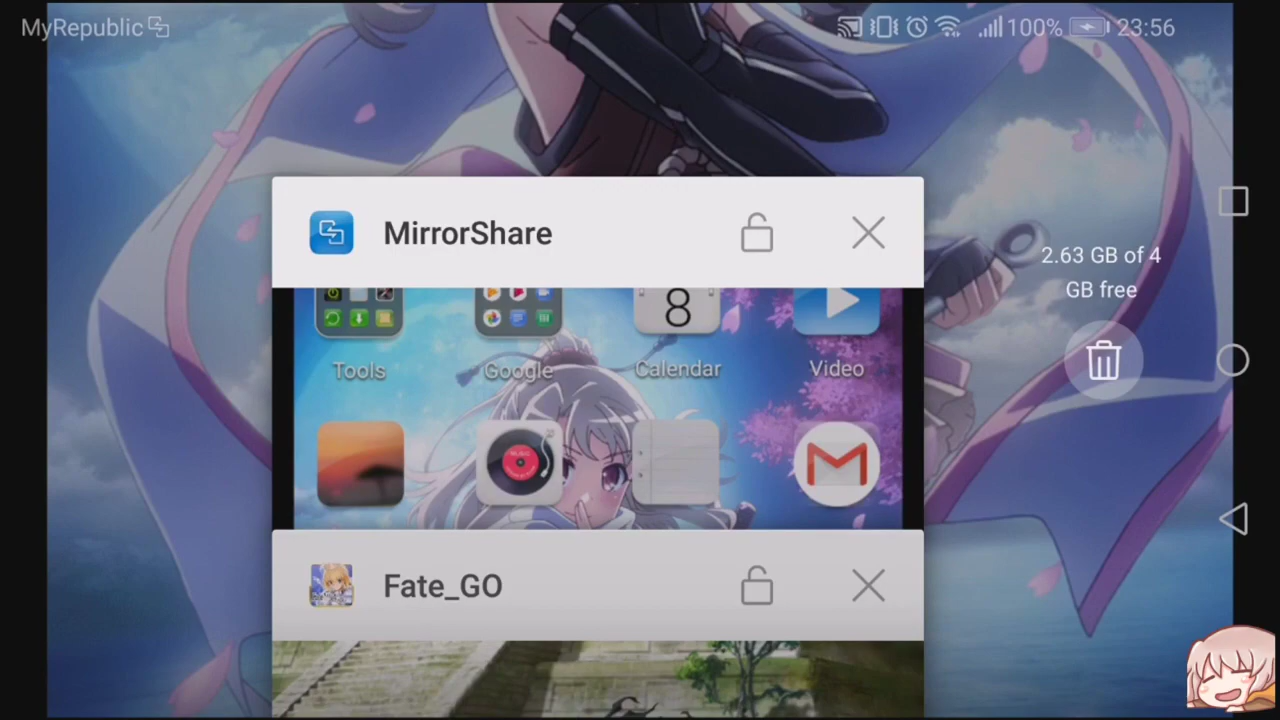 MyRepublic
100%
23:56
MirrorShare
2.63 GB of 4
GB free
8
Tools
Google
Calendar
Video
Fate_GO